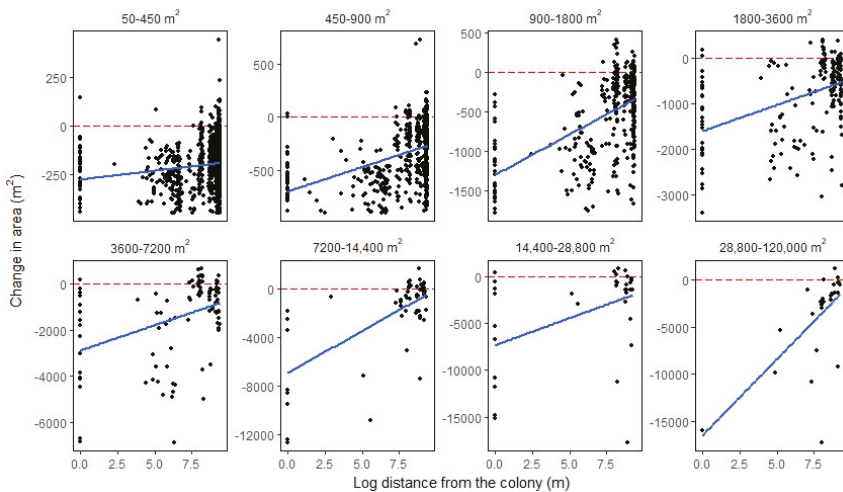 50-450 m²
450-900 m²
900-1800 m²
1800-3600 m²
250
0
-250
500
0
-500
500
0
-500
-1000
-1500
0
-1000
-2000
-3000
3600-7200 m²
7200-14,400 m²
14,400-28,800 m²
28,800-120,000 m²
0
-2000
-4000
-6000
0
-4000
-8000
-12000
0
-5000
-10000
-15000
0
-5000
-10000
-15000
0.0 2.5 5.0 7.5
0.0 2.5 5.0 7.5
0.0 2.5 5.0 7.5
0.0 2.5 5.0 7.5
Change in area (m²)
Log distance from the colony (m)